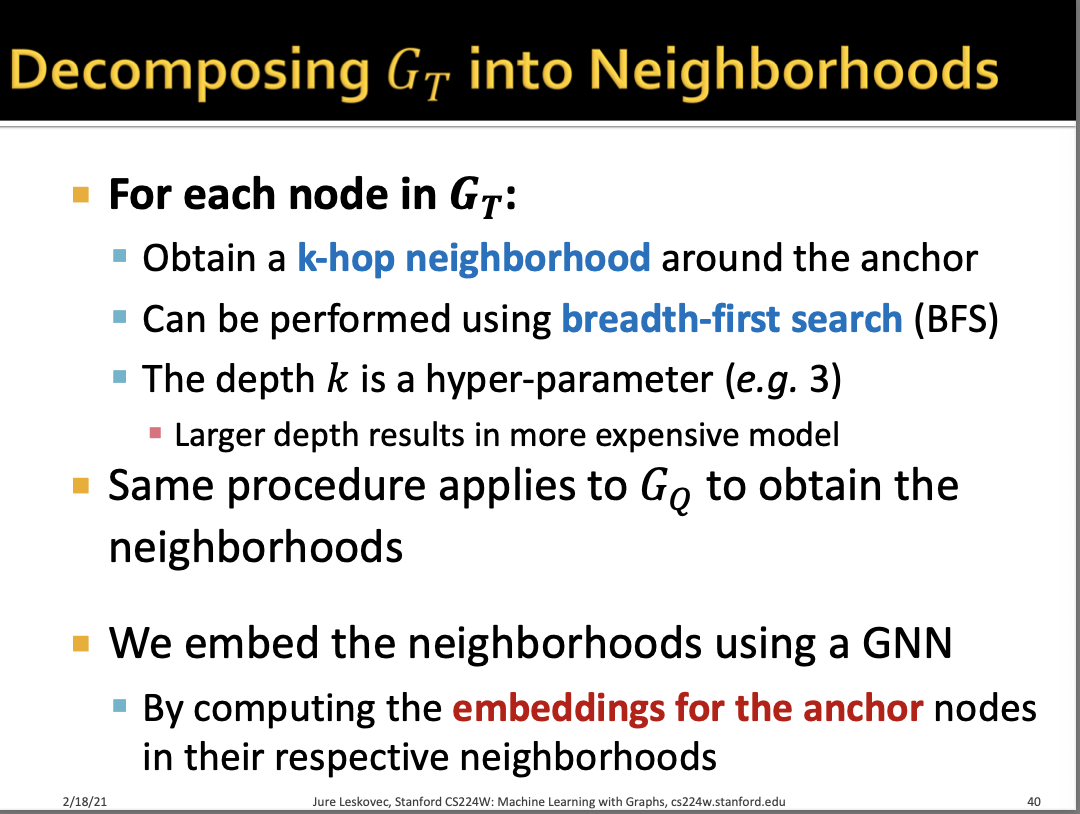 Decomposing G_T into Neighborhoods
▪ For each node in G_T:
▪ Obtain a k-hop neighborhood around the anchor
▪ Can be performed using breadth-first search (BFS)
▪ The depth k is a hyper-parameter (e.g. 3)
▪ Larger depth results in more expensive model
▪ Same procedure applies to G_Q to obtain the
neighborhoods
▪ We embed the neighborhoods using a GNN
▪ By computing the embeddings for the anchor nodes
in their respective neighborhoods
2/18/21 Jure Leskovec, Stanford CS224W: Machine Learning with Graphs, cs224w.stanford.edu 40